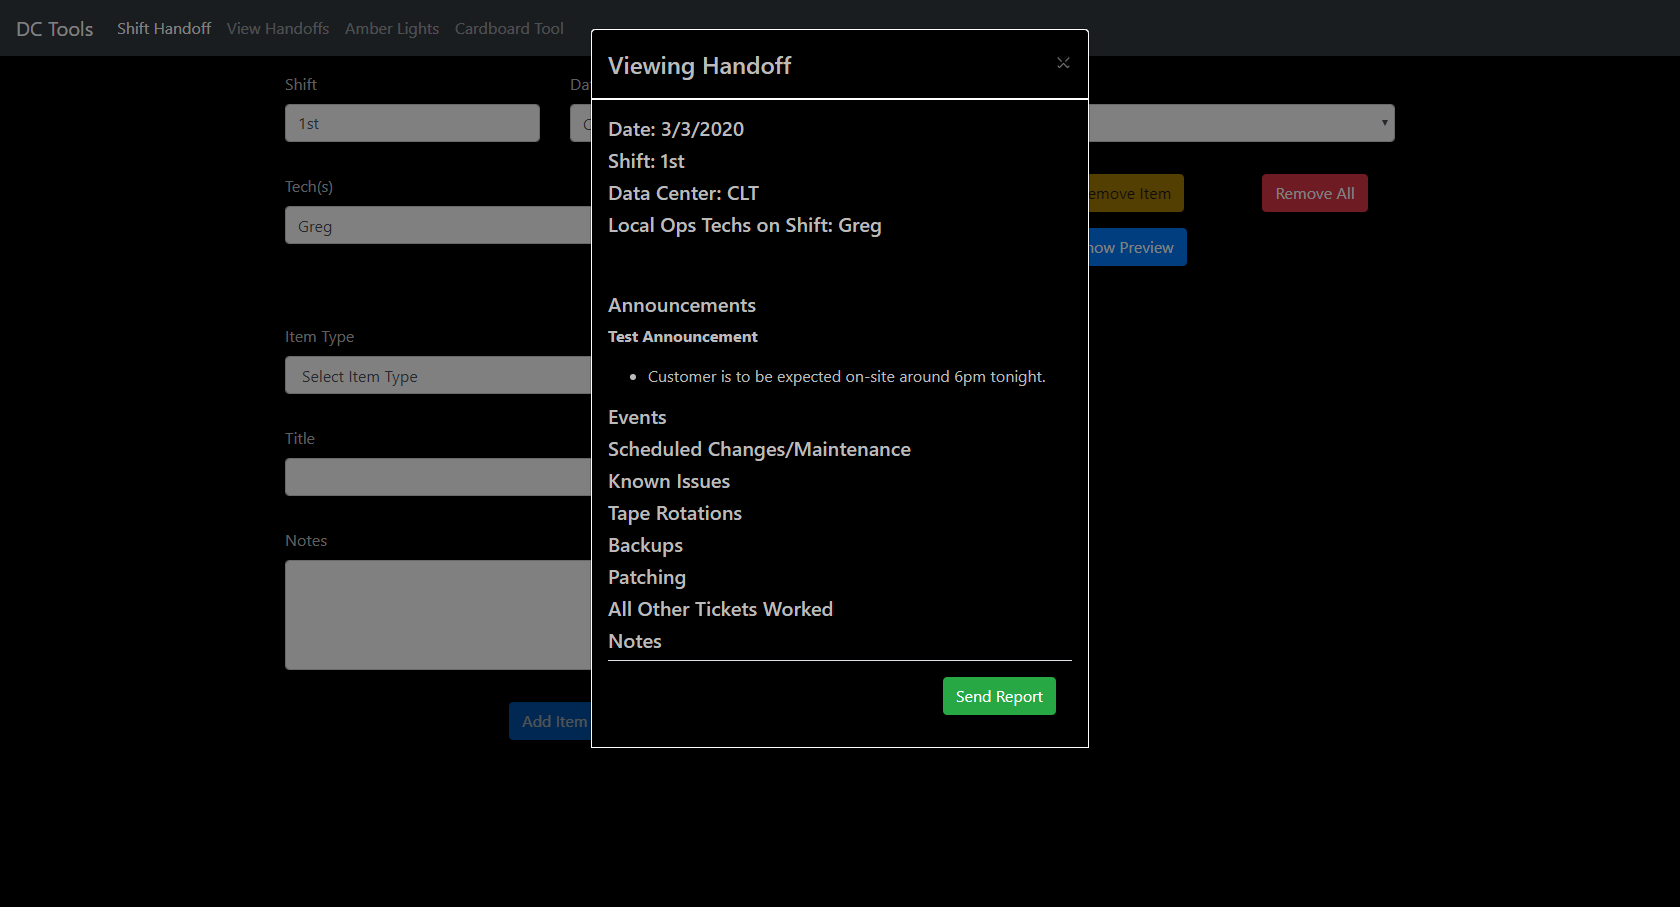 DC Tools Shift Handoff View Handoffs Amber Lights Cardboard Tool
Viewing Handoff
Date: 3/3/2020
Shift: 1st
Data Center: CLT
Local Ops Techs on Shift: Greg
Announcements
Test Announcement
• Customer is to be expected on-site around 6pm tonight.
Events
Scheduled Changes/Maintenance
Known Issues
Tape Rotations
Backups
Patching
All Other Tickets Worked
Notes
Send Report
Shift
1st
Tech(s)
Greg
Item Type
Select Item Type
Title
Notes
Add Item
Item
Remove All
Preview